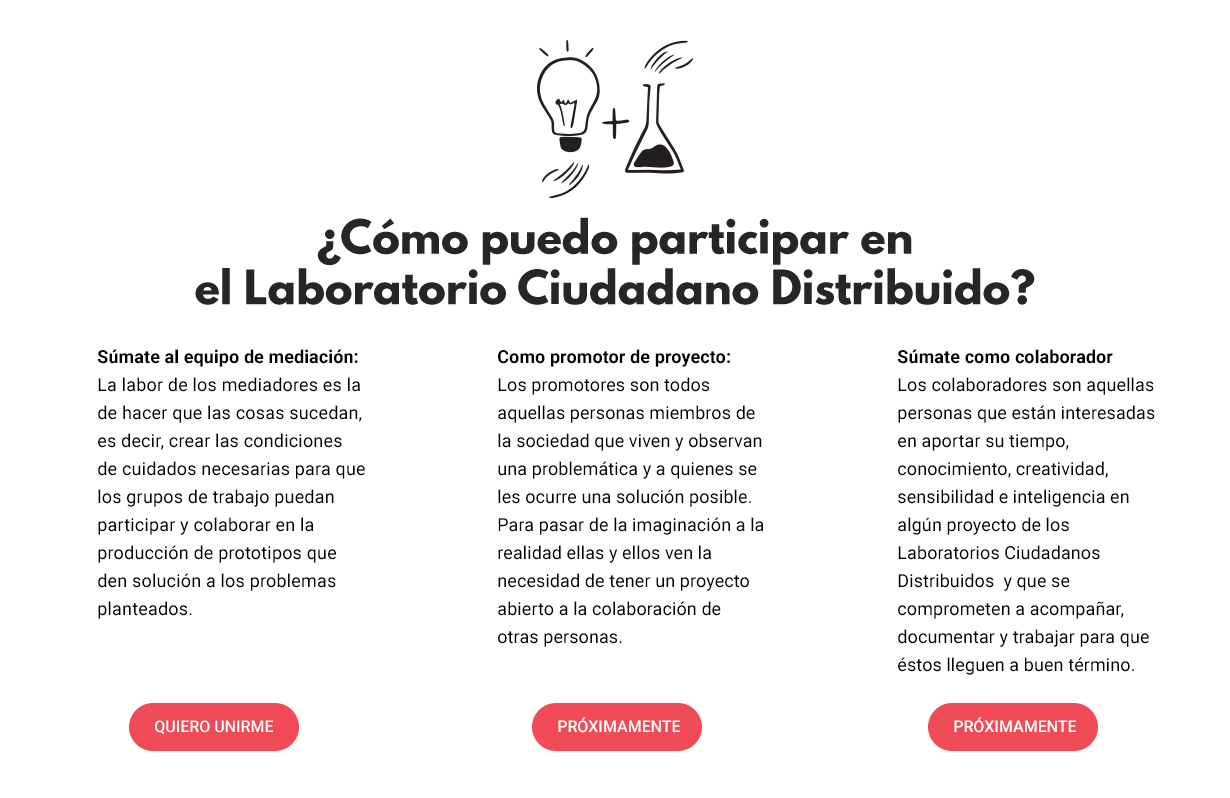 ¿Cómo puedo participar en
el Laboratorio Ciudadano Distribuido?
Súmate al equipo de mediación:
La labor de los mediadores es la
de hacer que las cosas sucedan,
es decir, crear las condiciones
de cuidados necesarias para que
los grupos de trabajo puedan
participar y colaborar en la
producción de prototipos que
den solución a los problemas
planteados.
QUIERO UNIRME
Como promotor de proyecto:
Los promotores son todos
aquellas personas miembros de
la sociedad que viven y observan
una problemática y a quienes se
les ocurre una solución posible.
Para pasar de la imaginación a la
realidad ellas y ellos ven la
necesidad de tener un proyecto
abierto a la colaboración de
otras personas.
PRÓXIMAMENTE
Súmate como colaborador
Los colaboradores son aquellas
personas que están interesadas
en aportar su tiempo,
conocimiento, creatividad,
sensibilidad e inteligencia en
algún proyecto de los
Laboratorios Ciudadanos
Distribuidos  y que se
comprometen a acompañar,
documentar y trabajar para que
éstos lleguen a buen término.
PRÓXIMAMENTE